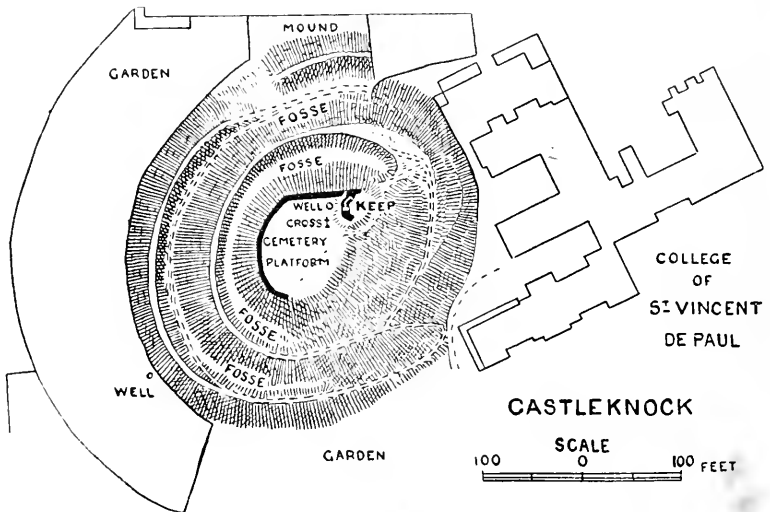 MOUND
GARDEN
FOSSE
FOSSE
WELL
KEEP
CROSS
CEMETERY
PLATFORM
COLLEGE
OF
ST VINCENT
DE PAUL
FOSSE
FOSSE
WELL
CASTLEKNOCK
GARDEN
SCALE
100 0 100 FEET